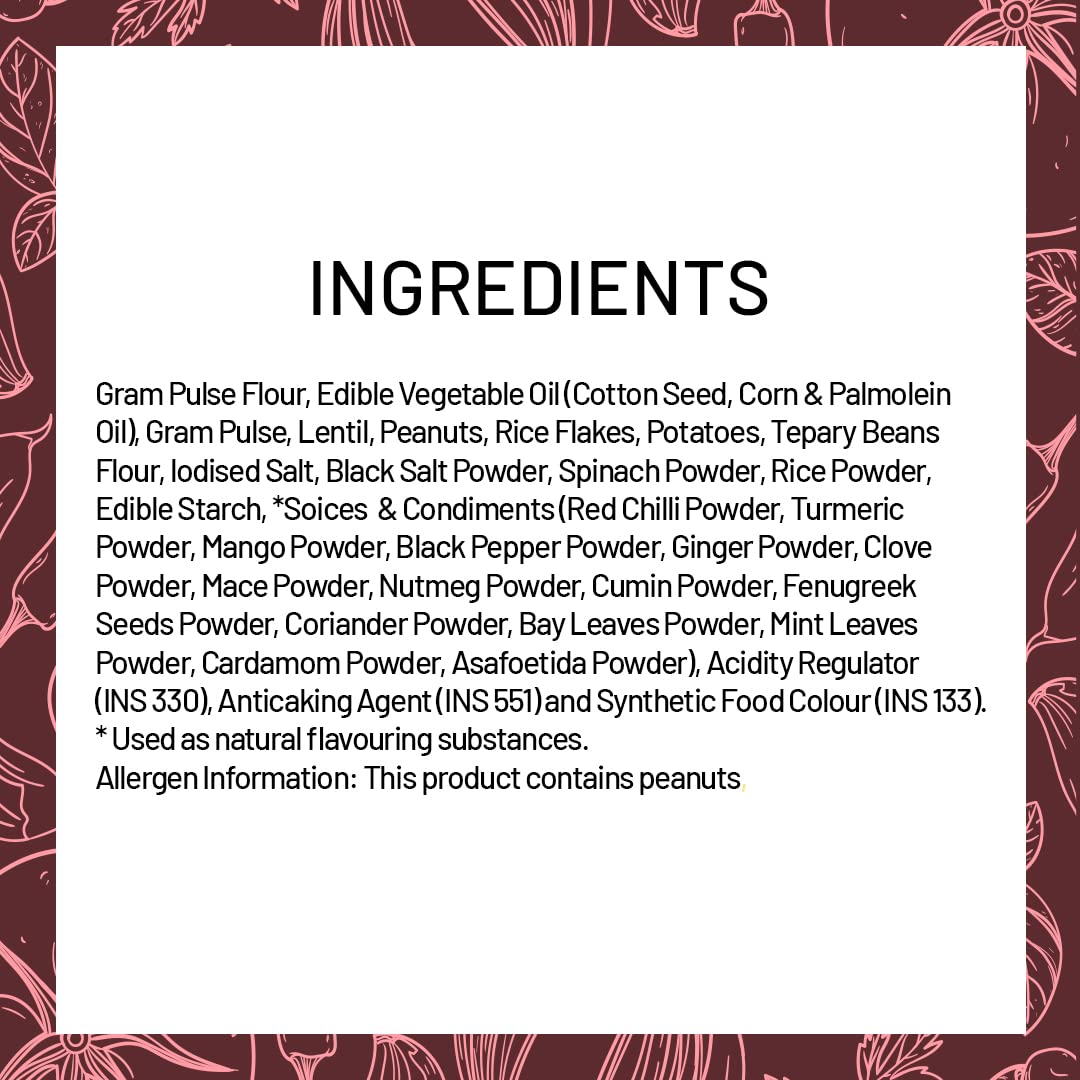 INGREDIENTS
Gram Pulse Flour, Edible Vegetable Oil (Cotton Seed, Corn & Palmolein
Oil), Gram Pulse, Lentil, Peanuts, Rice Flakes, Potatoes, Tepary Beans
Flour, Iodised Salt, Black Salt Powder, Spinach Powder, Rice Powder,
Edible Starch, *Soices & Condiments (Red Chilli Powder, Turmeric
Powder, Mango Powder, Black Pepper Powder, Ginger Powder, Clove
Powder, Mace Powder, Nutmeg Powder, Cumin Powder, Fenugreek
Seeds Powder, Coriander Powder, Bay Leaves Powder, Mint Leaves
Powder, Cardamom Powder, Asafoetida Powder), Acidity Regulator
(INS 330), Anticaking Agent (INS 551) and Synthetic Food Colour (INS 133).
* Used as natural flavouring substances.
Allergen Information: This product contains peanuts,